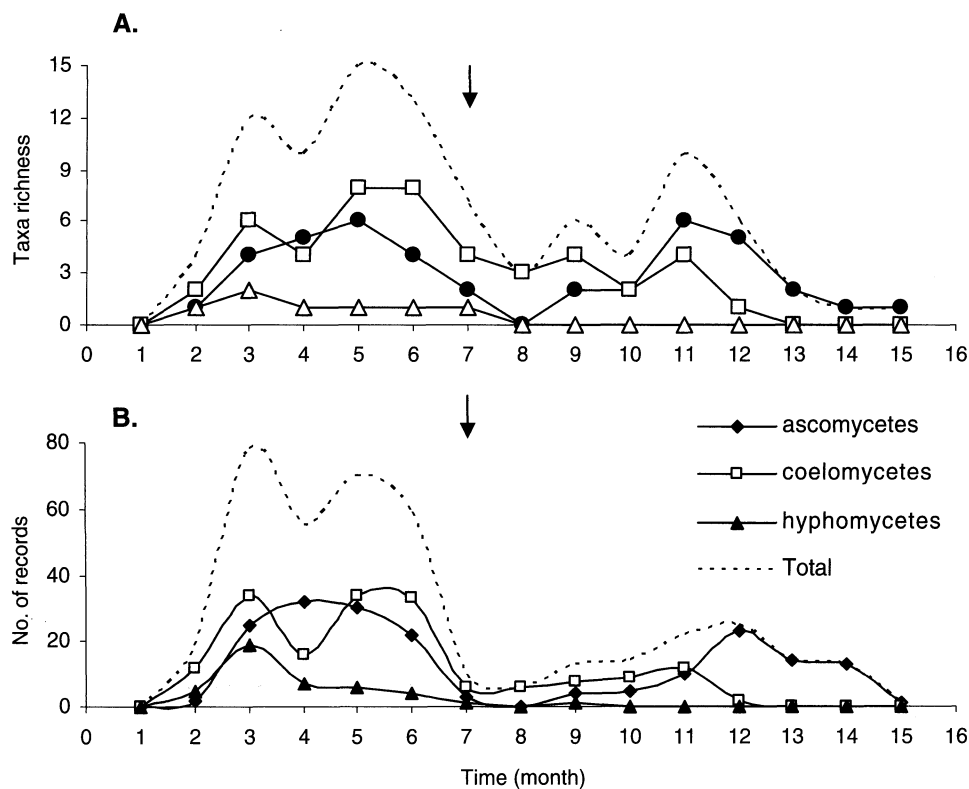 A.
15
12
9
6
3
0
Taxa richness
0 1 2 3 4 5 6 7 8 9 10 11 12 13 14 15 16
B.
80
60
40
20
0
No. of records
ascomycetes
coelomycetes
hyphomycetes
Total
0 1 2 3 4 5 6 7 8 9 10 11 12 13 14 15 16
Time (month)